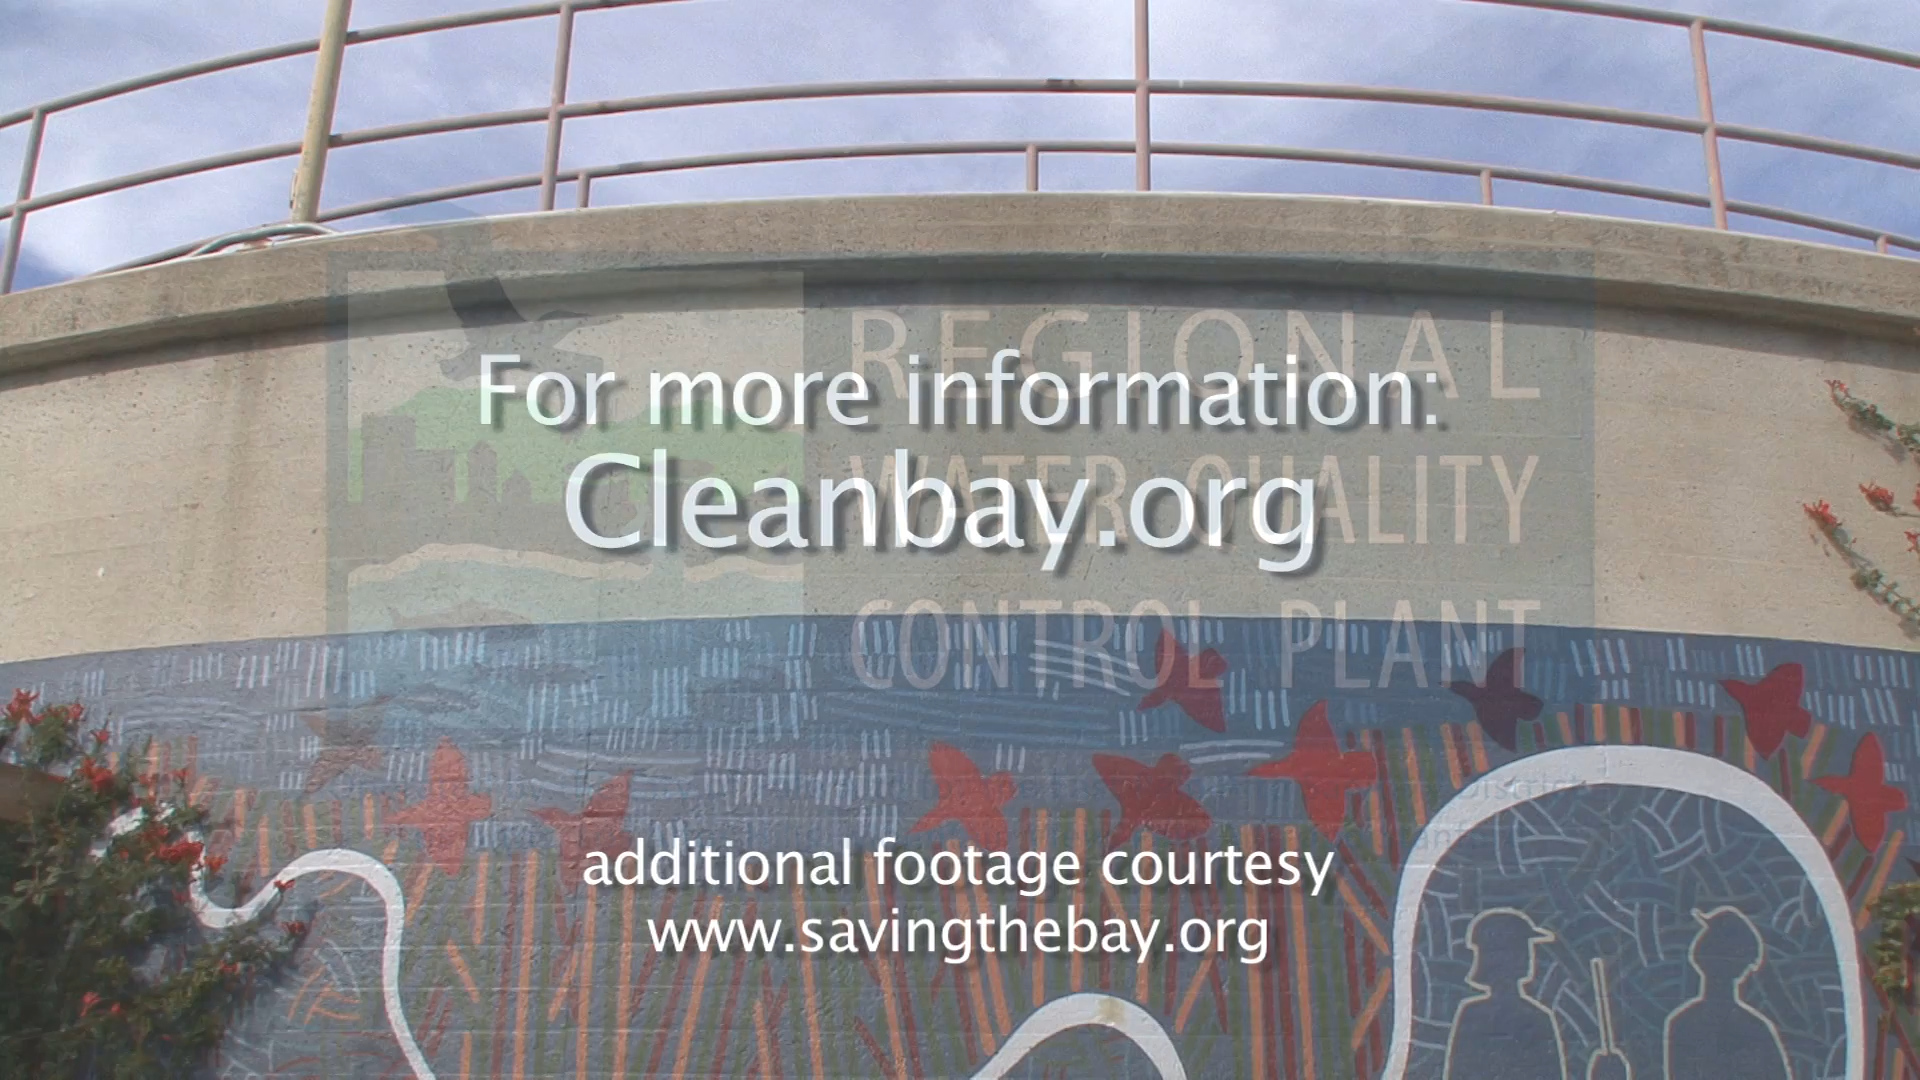 For more information:
Cleanbay.org
REGIONAL
WATER QUALITY
CONTROL PLANT
additional footage courtesy
www.savingthebay.org